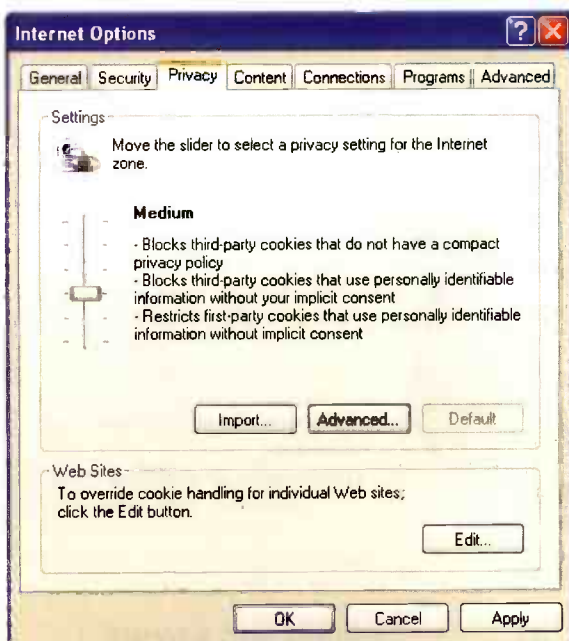 Internet Options
General Security Privacy Content Connections Programs Advanced
Settings
Move the slider to select a privacy setting for the Internet
zone.
Medium
- Blocks third-party cookies that do not have a compact
privacy policy
- Blocks third-party cookies that use personally identifiable
information without your implicit consent
- Restricts first-party cookies that use personally identifiable
information without implicit consent
Import... Advanced... Default
Web Sites
To override cookie handling for individual Web sites,
click the Edit button.
Edit...
OK Cancel Apply